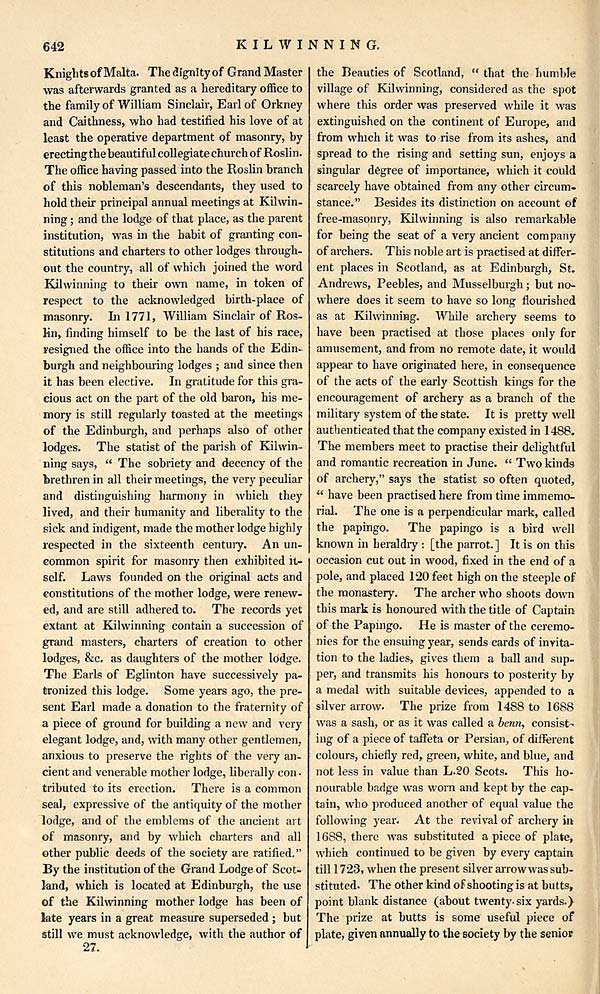 642
KILWINNING.
Knights of Malta. The dignity of Grand Master
was afterwards granted as a hereditary office to
the family of William Sinclair, Earl of Orkney
and Caithness, who had testified his love of at
least the operative department of masonry, by
erecting the beautiful collegiate church of Roslin.
The office having passed into the Roslin branch
of this nobleman's descendants, they used to
hold their principal annual meetings at Kilwin-
ning; and the lodge of that place, as the parent
institution, was in the habit of granting con-
stitutions and charters to other lodges through-
out the country, all of which joined the word
Kilwinning to their own name, in token of
respect to the acknowledged birth-place of
masonry. In 1771, William Sinclair of Ros-
lin, finding himself to be the last of his race,
resigned the office into the hands of the Edin-
burgh and neighbouring lodges; and since then
it has been elective. In gratitude for this gra-
cious act on the part of the old baron, his me-
mory is still regularly toasted at the meetings
of the Edinburgh, and perhaps also of other
lodges. The statist of the parish of Kilwin-
ning says, " The sobriety and decency of the
brethren in all their meetings, the very peculiar
and distinguishing harmony in which they
lived, and their humanity and liberality to the
sick and indigent, made the mother lodge highly
respected in the sixteenth century. An un-
common spirit for masonry then exhibited it-
self. Laws founded on the original acts and
constitutions of the mother lodge, were renew-
ed, and are still adhered to. The records yet
extant at Kilwinning contain a succession of
grand masters, charters of creation to other
lodges, &c. as daughters of the mother lodge.
The Earls of Eglinton have successively pa-
tronized this lodge. Some years ago, the pre-
sent Earl made a donation to the fraternity of
a piece of ground for building a new and very
elegant lodge, and, with many other gentlemen,
anxious to preserve the rights of the very an-
cient and venerable mother lodge, liberally con-
tributed to its erection. There is a common
seal, expressive of the antiquity of the mother
lodge, and of the emblems of the ancient art
of masonry, and by which charters and all
other public deeds of the society are ratified."
By the institution of the Grand Lodge of Scot-
land, which is located at Edinburgh, the use
of the Kilwinning mother lodge has been of
late years in a great measure superseded; but
still we must acknowledge, with the author of
27.
the Beauties of Scotland, " that the humble
village of Kilwinning, considered as the spot
where this order was preserved while it was
extinguished on the continent of Europe, and
from which it was to rise from its ashes, and
spread to the rising and setting sun, enjoys a
singular degree of importance, which it could
scarcely have obtained from any other circum-
stance." Besides its distinction on account of
free-masonry, Kilwinning is also remarkable
for being the seat of a very ancient company
of archers. This noble art is practised at differ-
ent places in Scotland, as at Edinburgh, St.
Andrews, Peebles, and Musselburgh; but no-
where does it seem to have so long flourished
as at Kilwinning. While archery seems to
have been practised at those places only for
amusement, and from no remote date, it would
appear to have originated here, in consequence
of the acts of the early Scottish kings for the
encouragement of archery as a branch of the
military system of the state. It is pretty well
authenticated that the company existed in 1488.
The members meet to practise their delightful
and romantic recreation in June. " Two kinds
of archery," says the statist so often quoted,
" have been practised here from time immemo-
rial. The one is a perpendicular mark, called
the papingo. The papingo is a bird well
known in heraldry: [the parrot.] It is on this
occasion cut out in wood, fixed in the end of a
pole, and placed 120 feet high on the steeple of
the monastery. The archer who shoots down
this mark is honoured with the title of Captain
of the Papingo. He is master of the ceremo-
nies for the ensuing year, sends cards of invita-
tion to the ladies, gives them a ball and sup-
per, and transmits his honours to posterity by
a medal with suitable devices, appended to a
silver arrow. The prize from 1488 to 1688
was a sash, or as it was called a benn, consist-
ing of a piece of taffeta or Persian, of different
colours, chiefly red, green, white, and blue, and
not less in value than L.20 Scots. This ho-
nourable badge was worn and kept by the cap-
tain, who produced another of equal value the
following year. At the revival of archery in
1688, there was substituted a piece of plate,
which continued to be given by every captain
till 1723, when the present silver arrow was sub-
stituted. The other kind of shooting is at butts,
point blank distance (about twenty-six yards.)
The prize at butts is some useful piece of
plate, given annually to the society by the senior